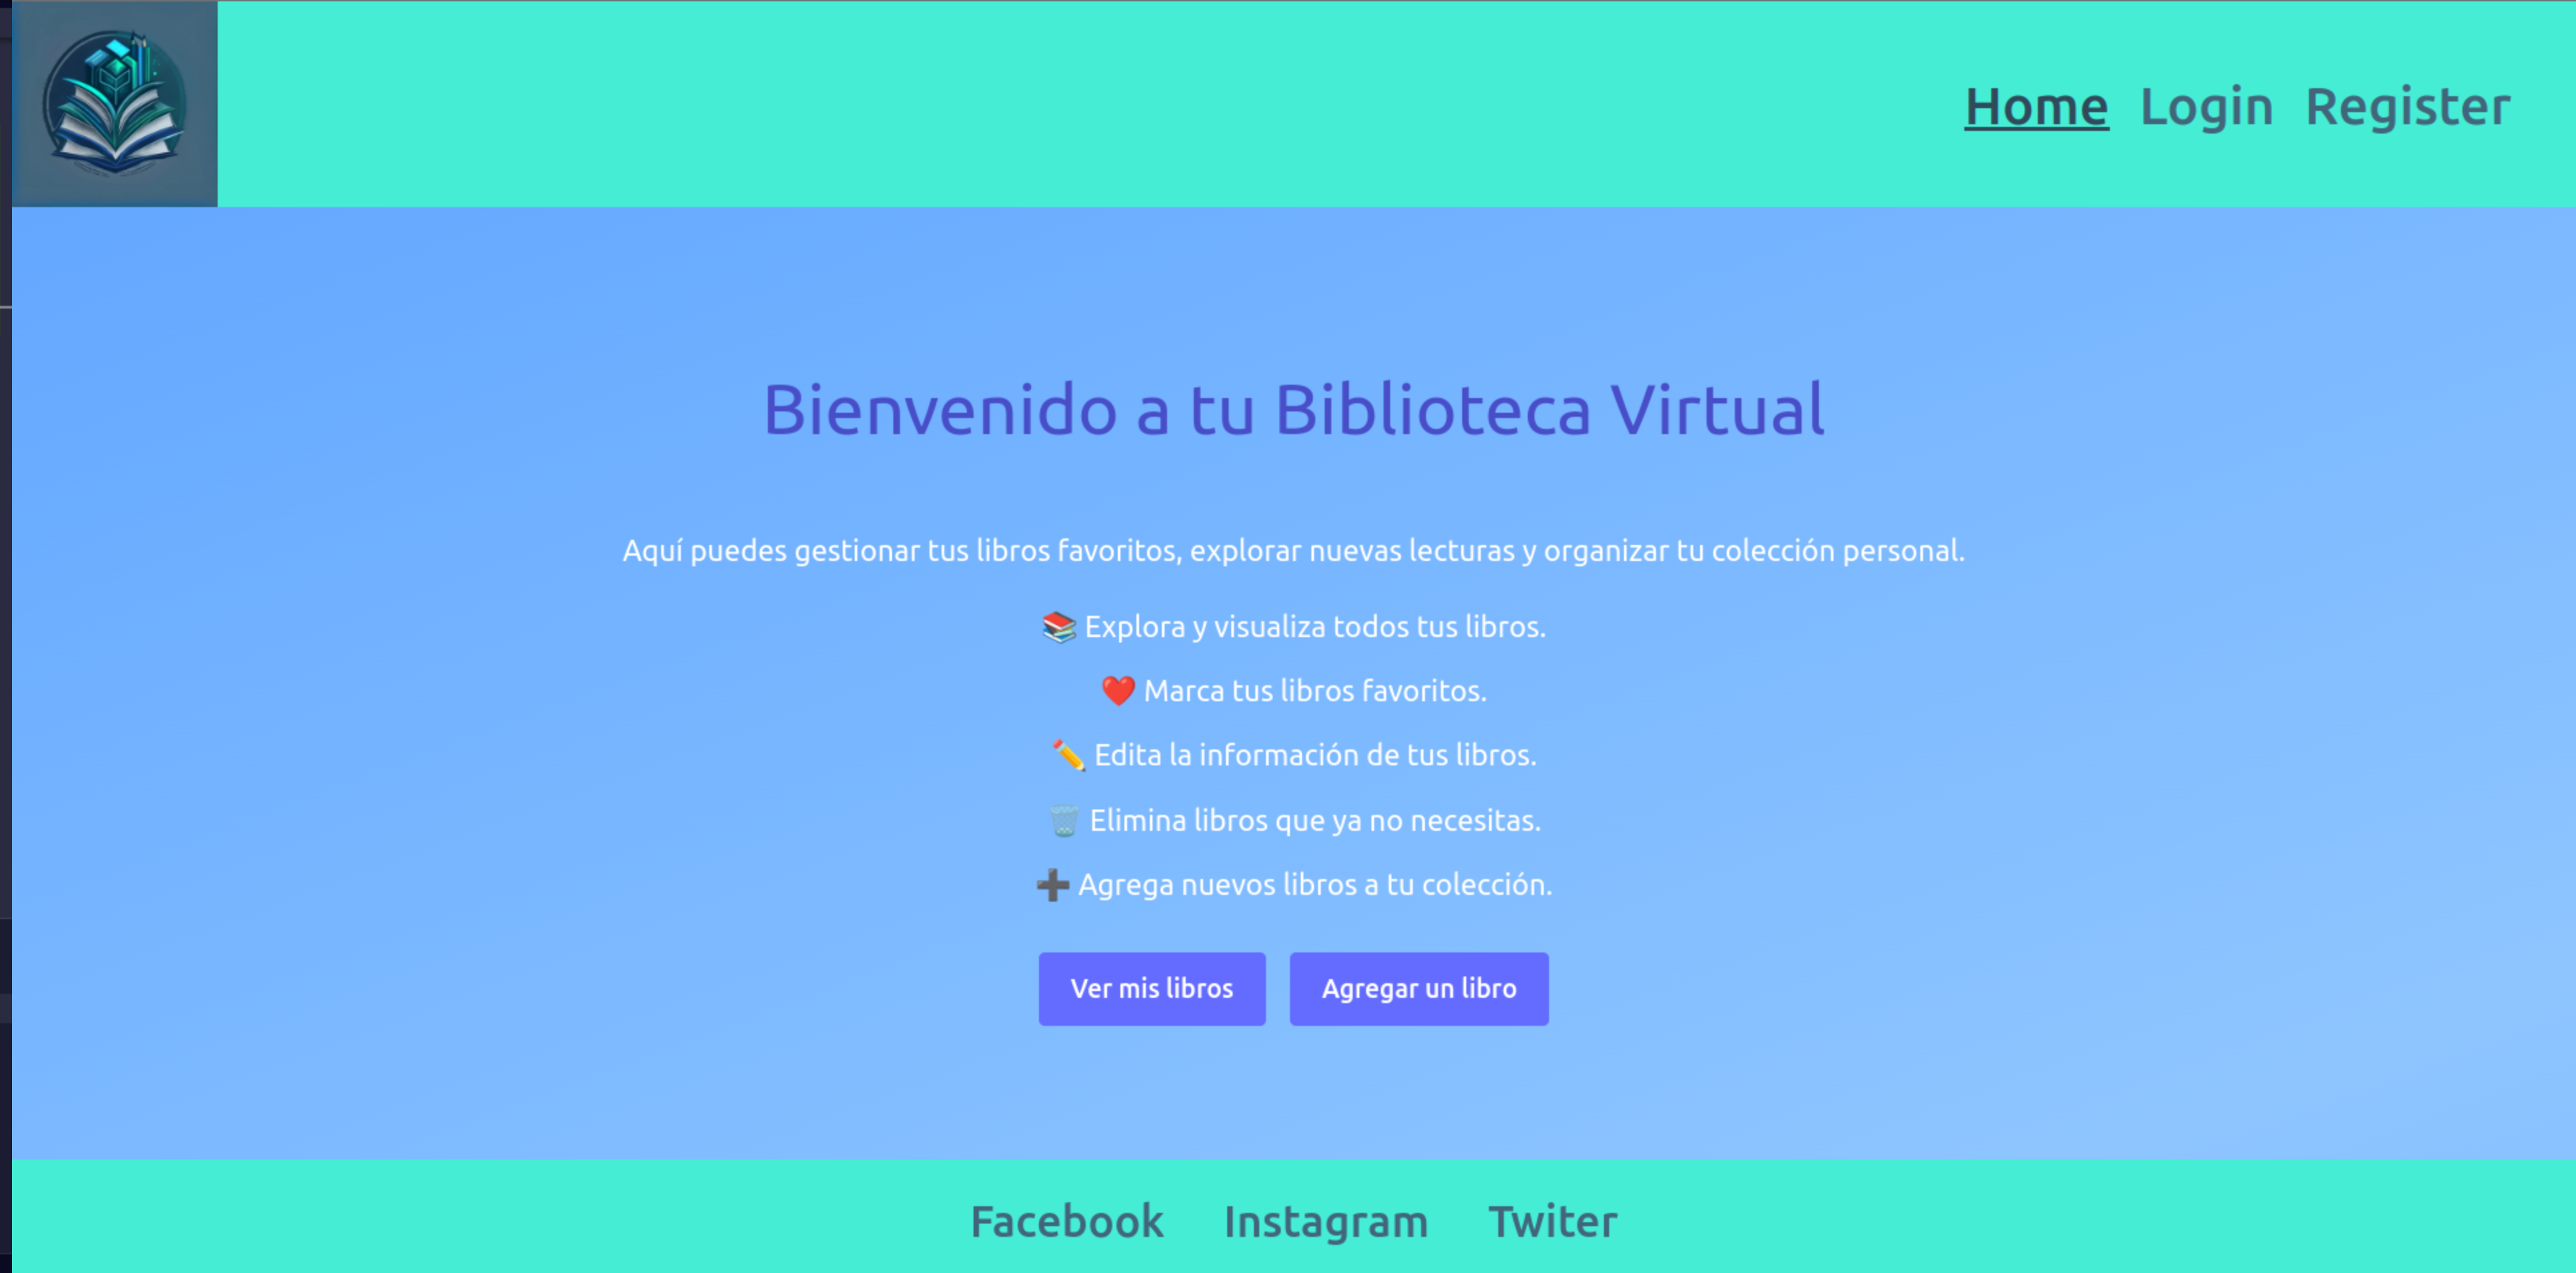 Home Login Register
Bienvenido a tu Biblioteca Virtual
Aquí puedes gestionar tus libros favoritos, explorar nuevas lecturas y organizar tu colección personal.
📚 Explora y visualiza todos tus libros.
❤️ Marca tus libros favoritos.
✏️ Edita la información de tus libros.
🗑️ Elimina libros que ya no necesitas.
➕ Agrega nuevos libros a tu colección.
Ver mis libros Agregar un libro
Facebook Instagram Twiter